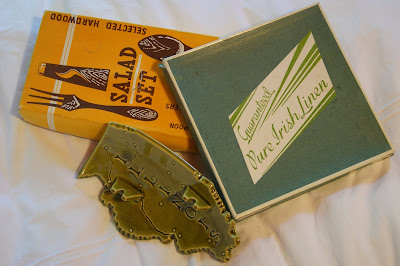 SELECTED HARDWOOD
SALAD
SET
Guaranteed
Pure Irish Linen
ILLINOIS